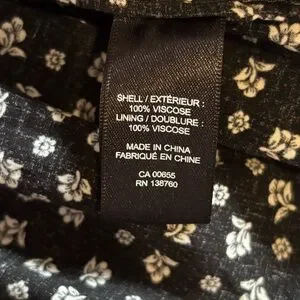 SHELL / EXTÉRIEUR :
100% VISCOSE
LINING / DOUBLURE :
100% VISCOSE
MADE IN CHINA
FABRIQUÉ EN CHINE
CA 00655
RN 138760